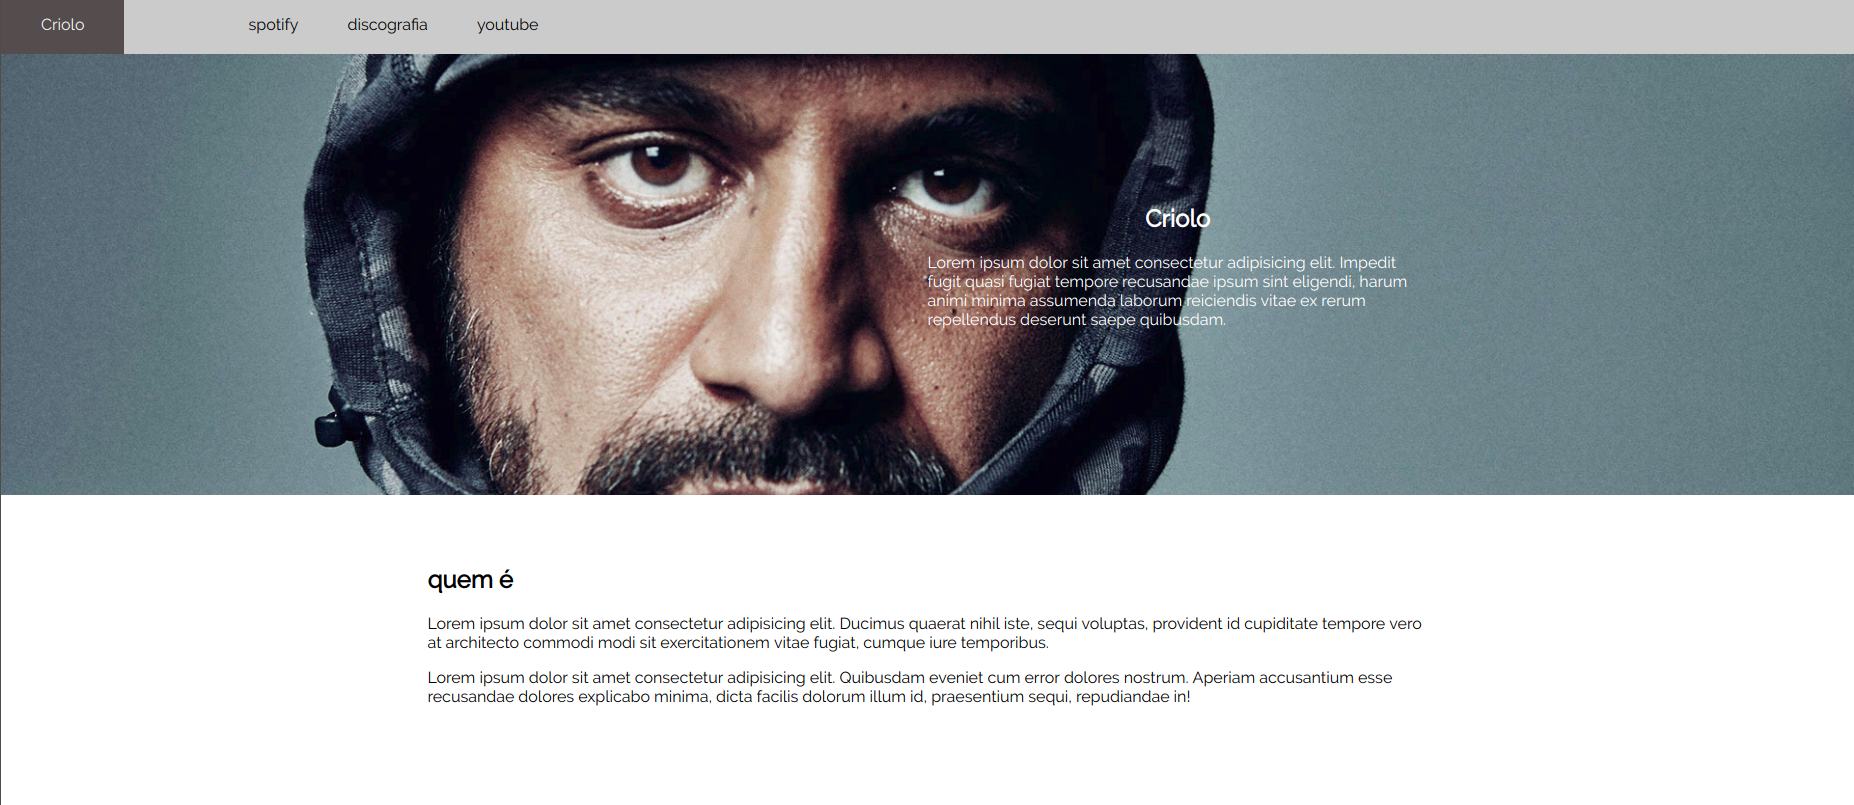 Criolo
spotify
discografia
youtube
Criolo
Lorem ipsum dolor sit amet consectetur adipisicing elit. Impedit
fugit quasi fugiat tempore recusandae ipsum sint eligendi, harum
animi minima assumenda laborum reiciendis vitae ex rerum
repellendus deserunt saepe quibusdam.
quem é
Lorem ipsum dolor sit amet consectetur adipisicing elit. Ducimus quaerat nihil iste, sequi voluptas, provident id cupiditate tempore vero
at architecto commodi modi sit exercitationem vitae fugiat, cumque iure temporibus.
Lorem ipsum dolor sit amet consectetur adipisicing elit. Quibusdam eveniet cum error dolores nostrum. Aperiam accusantium esse
recusandae dolores explicabo minima, dicta facilis dolorum illum id, praesentium sequi, repudiandae in!